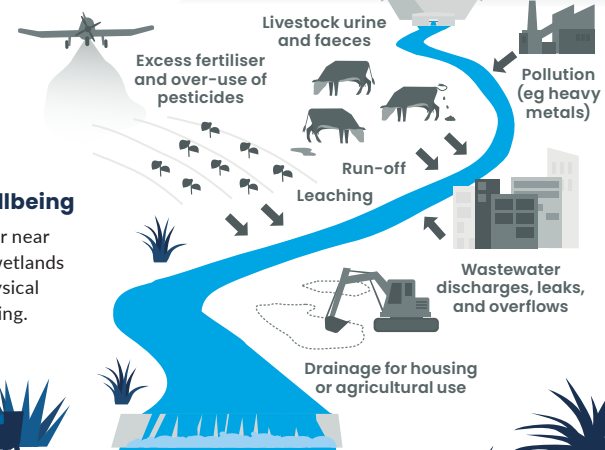 Livestock urine
and faeces
Excess fertiliser
and over-use of
pesticides
Pollution
(eg heavy
metals)
Run-off
Leaching
llbeing
r near
vetlands
ysical
ing.
Wastewater
discharges, leaks,
and overflows
Drainage for housing
or agricultural use